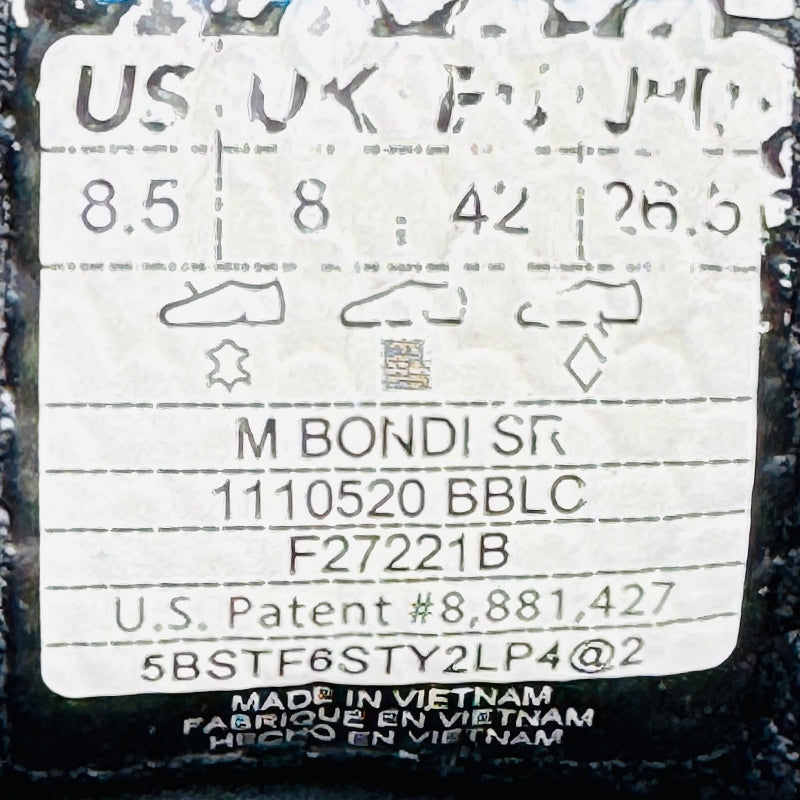 US UK EU
8.5 8 42 26.5
M BONDI SR
1110520 BBLC
F27221B
U.S. Patent #8,881,427
5BSTF6STY2LP4@2
MADE IN VIETNAM
FABRIQUE EN VIETNAM
HECHO EN VIETNAM